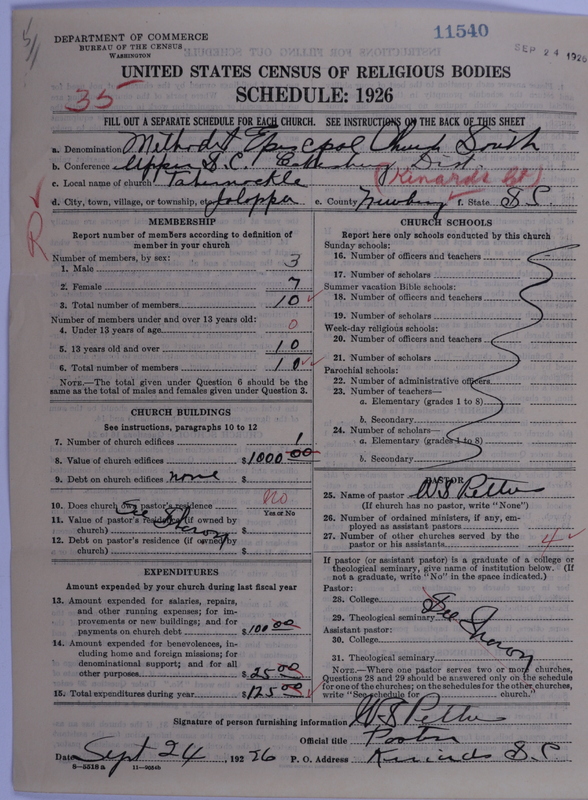 11540
SEP 24 1926
DEPARTMENT OF COMMERCE
BUREAU OF THE CENSUS
WASHINGTON
UNITED STATES CENSUS OF RELIGIOUS BODIES
35
SCHEDULE: 1926
FILL OUT A SEPARATE SCHEDULE FOR EACH CHURCH. SEE INSTRUCTIONS ON THE BACK OF THIS SHEET
a. Denomination Methodist Episcopal Church South
b. Conference Upper S.C. Dist
c. Local name of church Tabernackle (Kinards
d. City, town, village, or township, etc. Jalappa e. County Newberry f. State S.C.
R
MEMBERSHIP
Report number of members according to definition of member in your church
Number of members, by sex:
1. Male 3
2. Female 7
3. Total number of members 10
Number of members under and over 13 years old:
4. Under 13 years of age 0
5. 13 years old and over 10
6. Total number of members 10
NOTE.—The total given under Question 6 should be the same as the total of males and females given under Question 3.
CHURCH BUILDINGS
See instructions, paragraphs 10 to 12
7. Number of church edifices 1
8. Value of church edifices $1000 00
9. Debt on church edifices none $
10. Does church own pastor's residence No
Yes or No
11. Value of pastor's residence (if owned by church) $
See Sharon
12. Debt on pastor's residence (if owned by church) $
EXPENDITURES
Amount expended by your church during last fiscal year
13. Amount expended for salaries, repairs, and other running expenses; for improvements or new buildings; and for payments on church debt $100 00
14. Amount expended for benevolences, including home and foreign missions; for denominational support; and for all other purposes $25 00
15. Total expenditures during year $125 00
CHURCH SCHOOLS
Report here only schools conducted by this church
Sunday schools:
16. Number of officers and teachers
17. Number of scholars
Summer vacation Bible schools:
18. Number of officers and teachers
19. Number of scholars
Week-day religious schools:
20. Number of officers and teachers
21. Number of scholars
Parochial schools:
22. Number of administrative officers
23. Number of teachers—
a. Elementary (grades 1 to 8)
b. Secondary
24. Number of scholars—
a. Elementary (grades 1 to 8)
b. Secondary
PASTOR
25. Name of pastor W S Pettus
(If church has no pastor, write "None")
26. Number of ordained ministers, if any, employed as assistant pastors
27. Number of other churches served by the pastor or his assistants 4
If pastor (or assistant pastor) is a graduate of a college or theological seminary, give name of institution below. (If not a graduate, write "No" in the space indicated.)
Pastor:
28. College
29. Theological seminary
See Sharon
Assistant pastor:
30. College
31. Theological seminary
NOTE.—Where one pastor serves two or more churches, Questions 28 and 29 should be answered only on the schedule for one of the churches; on the schedules for the other churches, write "See schedule for church."
Signature of person furnishing information W S Pettus
Official title Pastor
Date Sept 24, 192 26 P. O. Address Kinards S.C.
8—5518a 11—9054b